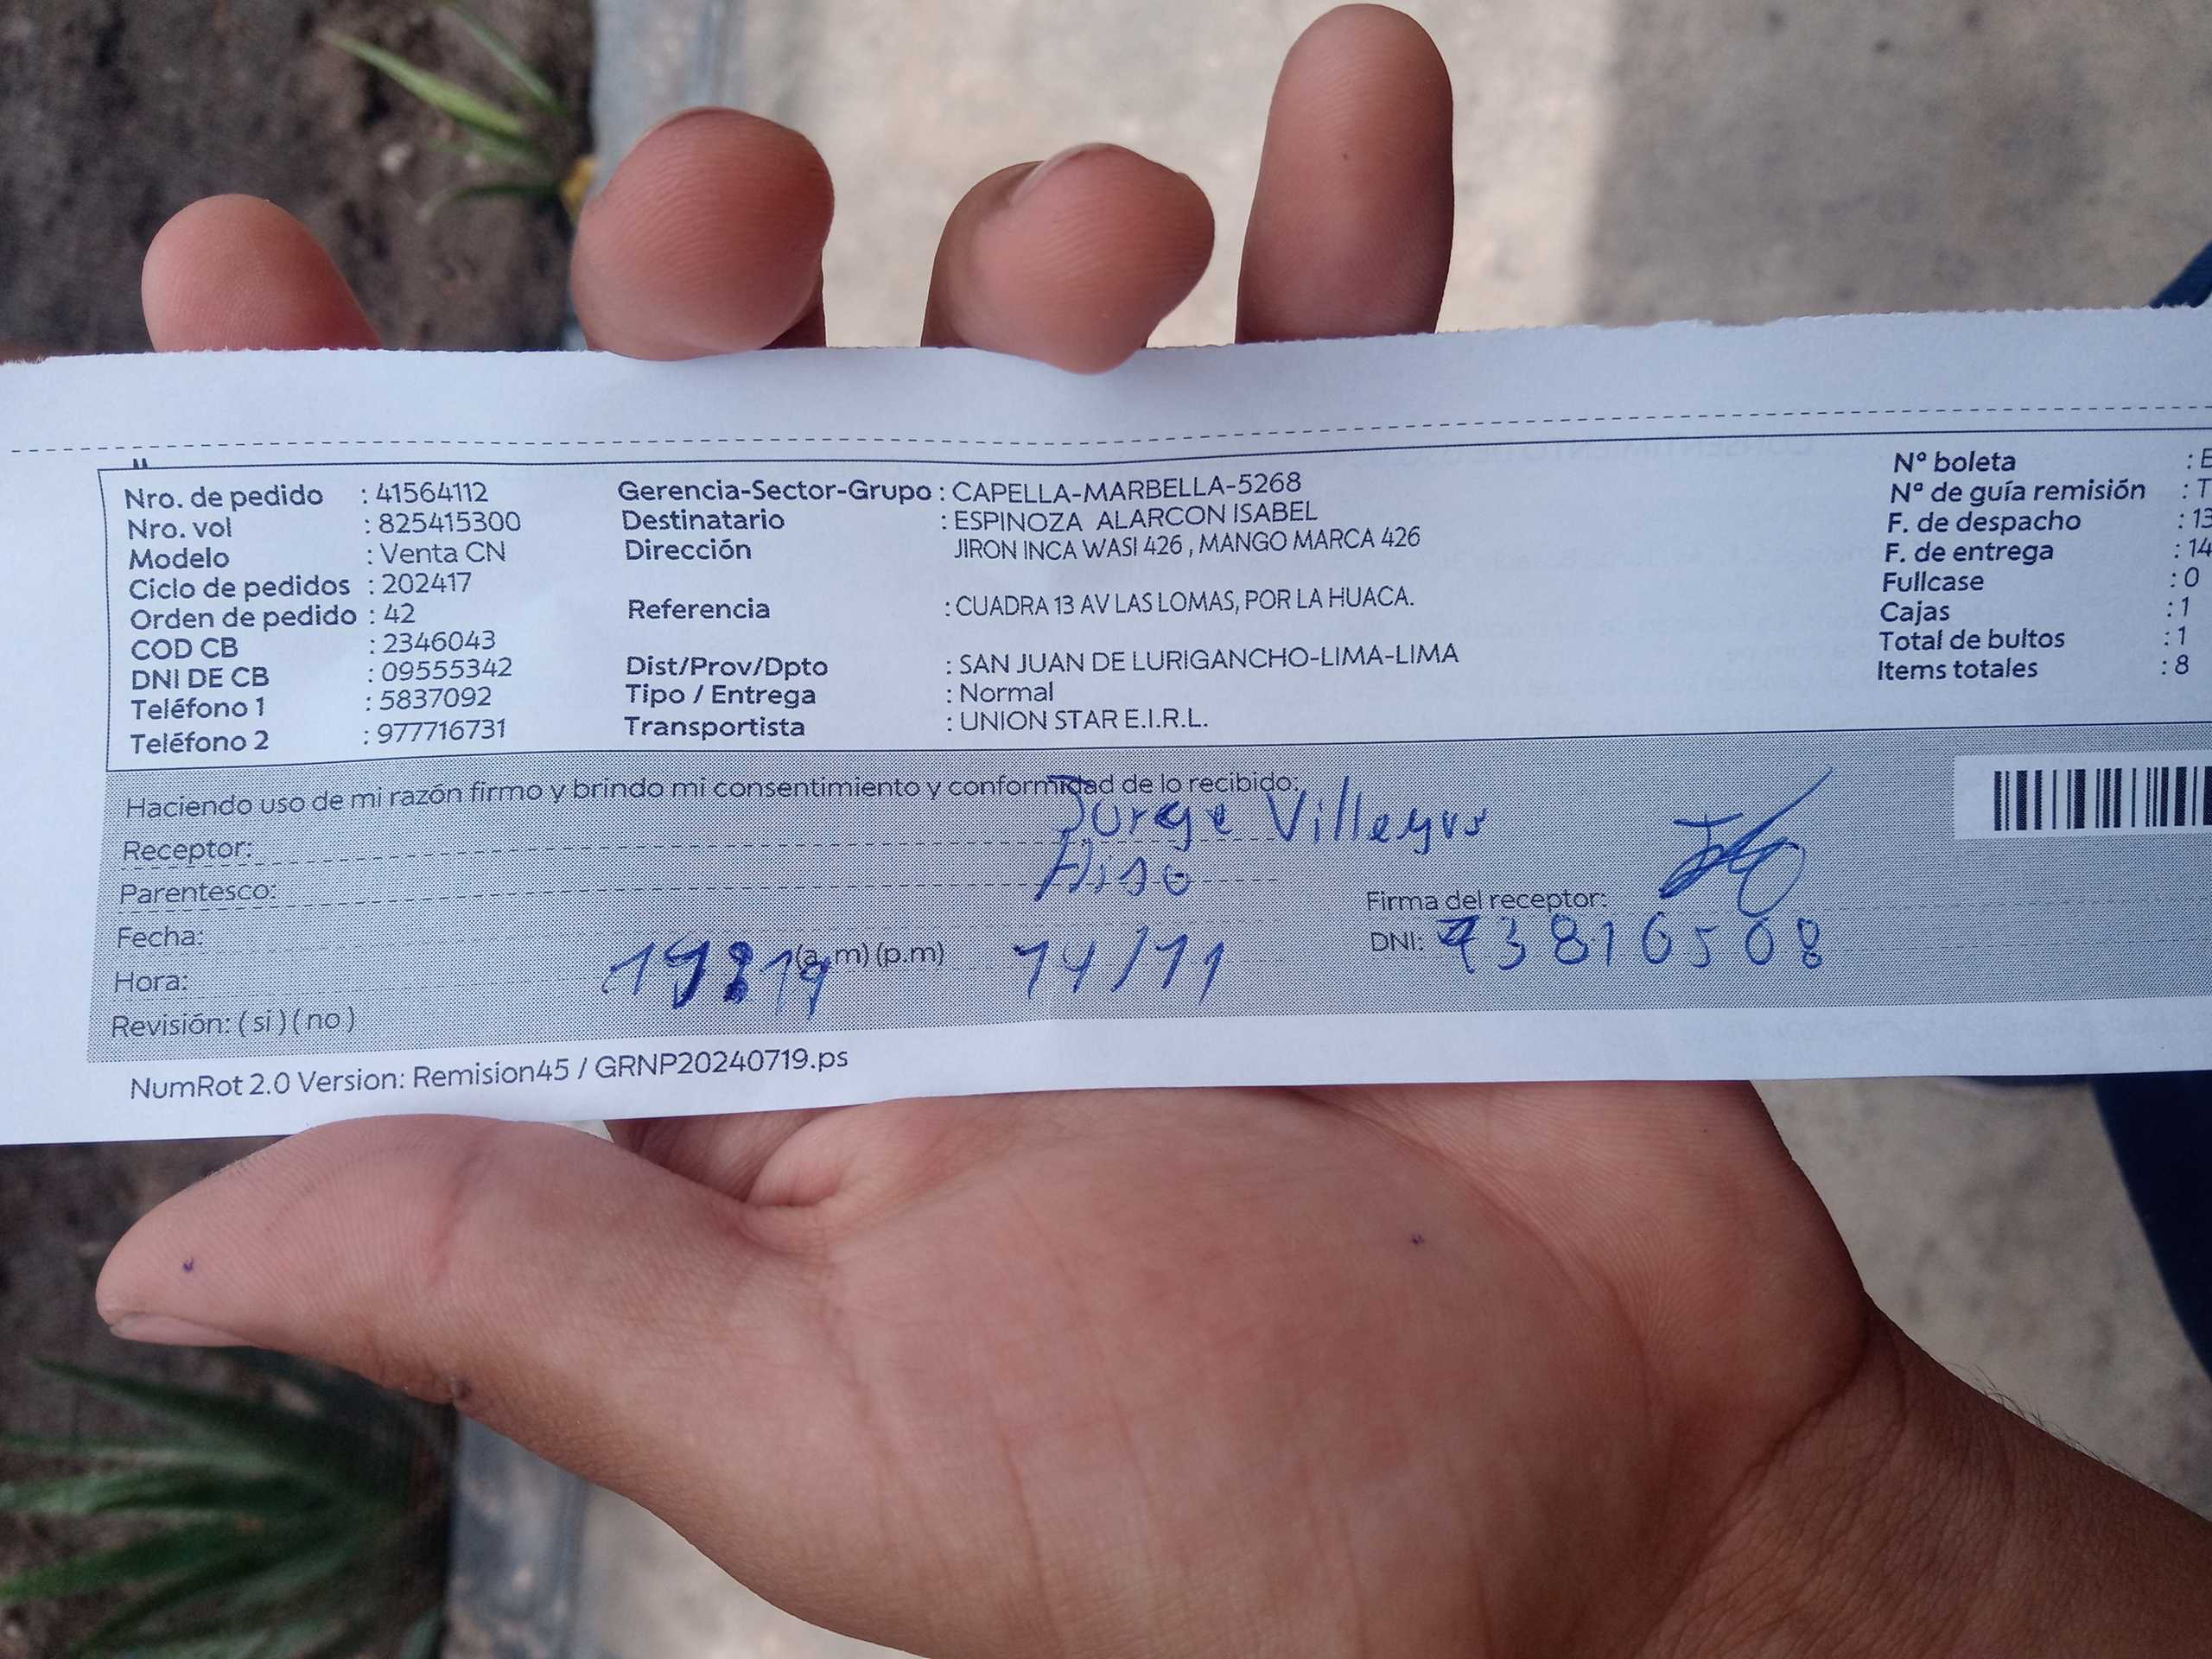 Nro. de pedido : 41564112
Nro. vol : 825415300
Modelo : Venta CN
Ciclo de pedidos : 202417
Orden de pedido : 42
COD CB : 2346043
DNI DE CB : 09555342
Teléfono 1 : 5837092
Teléfono 2 : 977716731
Gerencia-Sector-Grupo : CAPELLA-MARBELLA-5268
Destinatario : ESPINOZA ALARCON ISABEL
Dirección JIRON INCA WASI 426 , MANGO MARCA 426
Referencia : CUADRA 13 AV LAS LOMAS, POR LA HUACA.
Dist/Prov/Dpto : SAN JUAN DE LURIGANCHO-LIMA-LIMA
Tipo / Entrega : Normal
Transportista : UNION STAR E.I.R.L.
Nº boleta : E
Nº de guía remisión : T
F. de despacho : 13
F. de entrega : 14
Fullcase : 0
Cajas : 1
Total de bultos : 1
Items totales : 8
Haciendo uso de mi razón firmo y brindo mi consentimiento y conformidad de lo recibido:
Receptor: Jorge Villegas
Parentesco: Hijo
Firma del receptor:
Fecha: 14/11
DNI: 73816508
Hora: (a. m) (p.m)
Revisión: ( si ) ( no )
NumRot 2.0 Version: Remision45 / GRNP20240719.ps